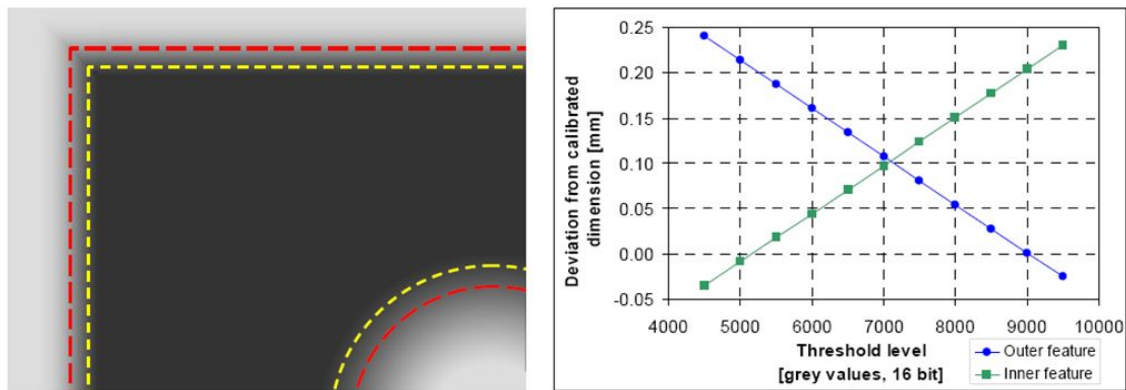 0.25
0.20
0.15
0.10
0.05
0.00
-0.05
Deviation from calibrated
dimension [mm]
4000 5000 6000 7000 8000 9000 10000
Threshold level
[grey values, 16 bit]
Outer feature
Inner feature